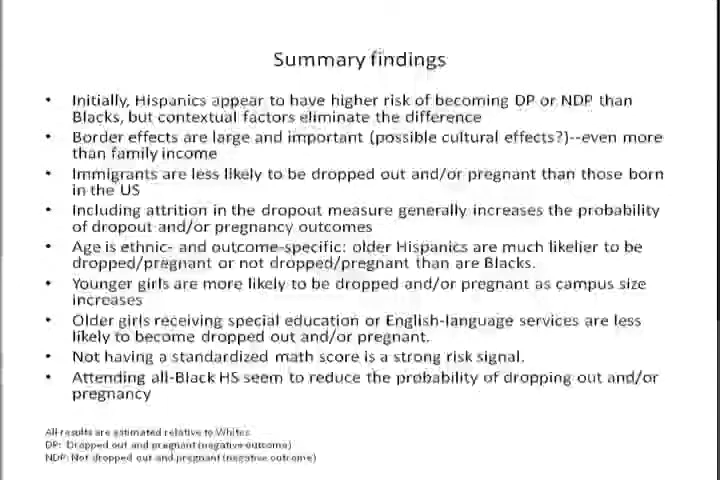 Summary findings
• Initially, Hispanics appear to have higher risk of becoming DP or NDP than
Blacks, but contextual factors eliminate the difference
• Border effects are large and important (possible cultural effects?)--even more
than family income
• Immigrants are less likely to be dropped out and/or pregnant than those born
in the US
• Including attrition in the dropout measure generally increases the probability
of dropout and/or pregnancy outcomes
• Age is ethnic- and outcome-specific: older Hispanics are much likelier to be
dropped/pregnant or not dropped/pregnant than are Blacks.
• Younger girls are more likely to be dropped and/or pregnant as campus size
increases
• Older girls receiving special education or English-language services are less
likely to become dropped out and/or pregnant.
• Not having a standardized math score is a strong risk signal.
• Attending all-Black HS seem to reduce the probability of dropping out and/or
pregnancy
All results are estimated relative to Whites
DP: Dropped out and pregnant (negative outcome)
NDP: Not dropped out and pregnant (negative outcome)